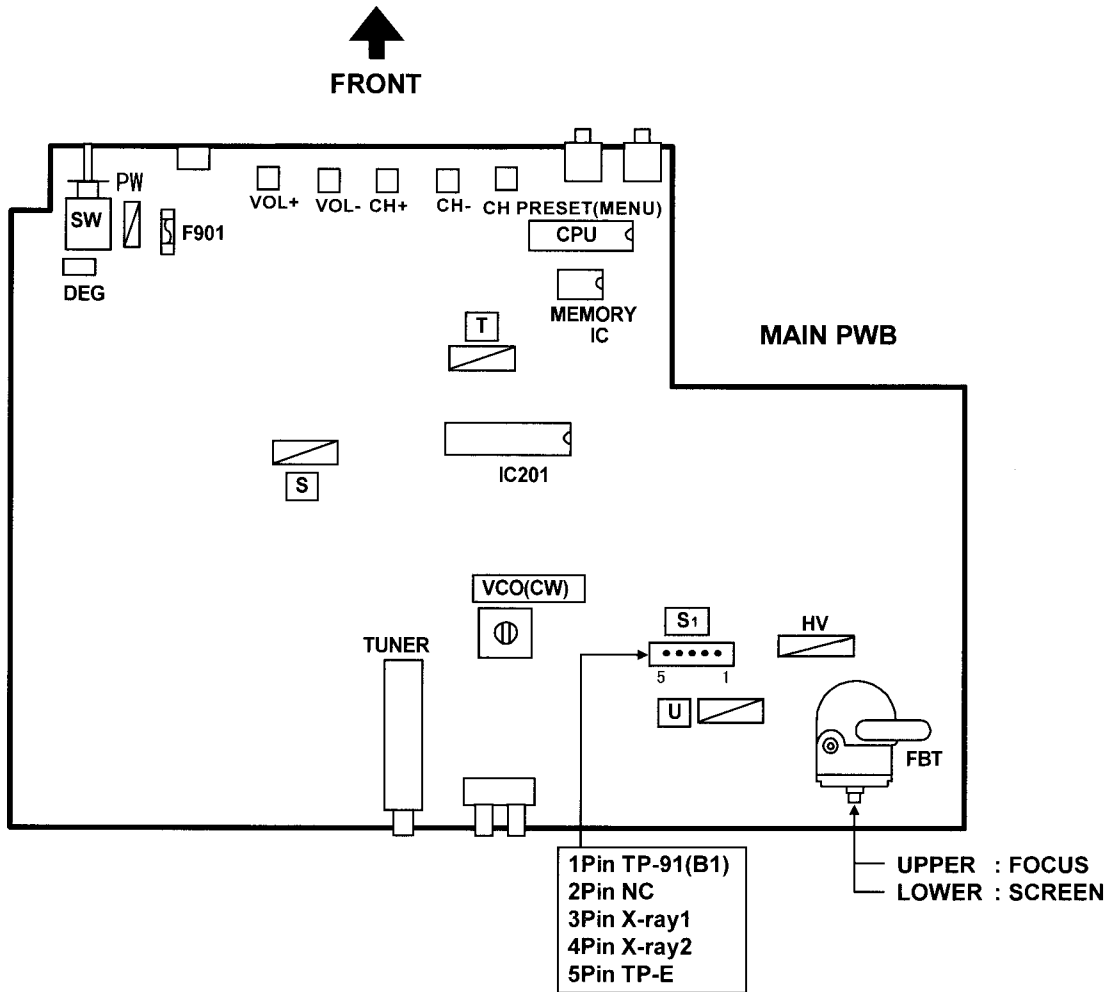 FRONT
PW
SW
F901
DEG
VOL+
VOL-
CH+
CH-
CH PRESET(MENU)
CPU
MEMORY
IC
T
MAIN PWB
S
IC201
VCO(CW)
TUNER
S1
5 1
HV
U
FBT
1Pin TP-91(B1)
2Pin NC
3Pin X-ray1
4Pin X-ray2
5Pin TP-E
UPPER : FOCUS
LOWER : SCREEN